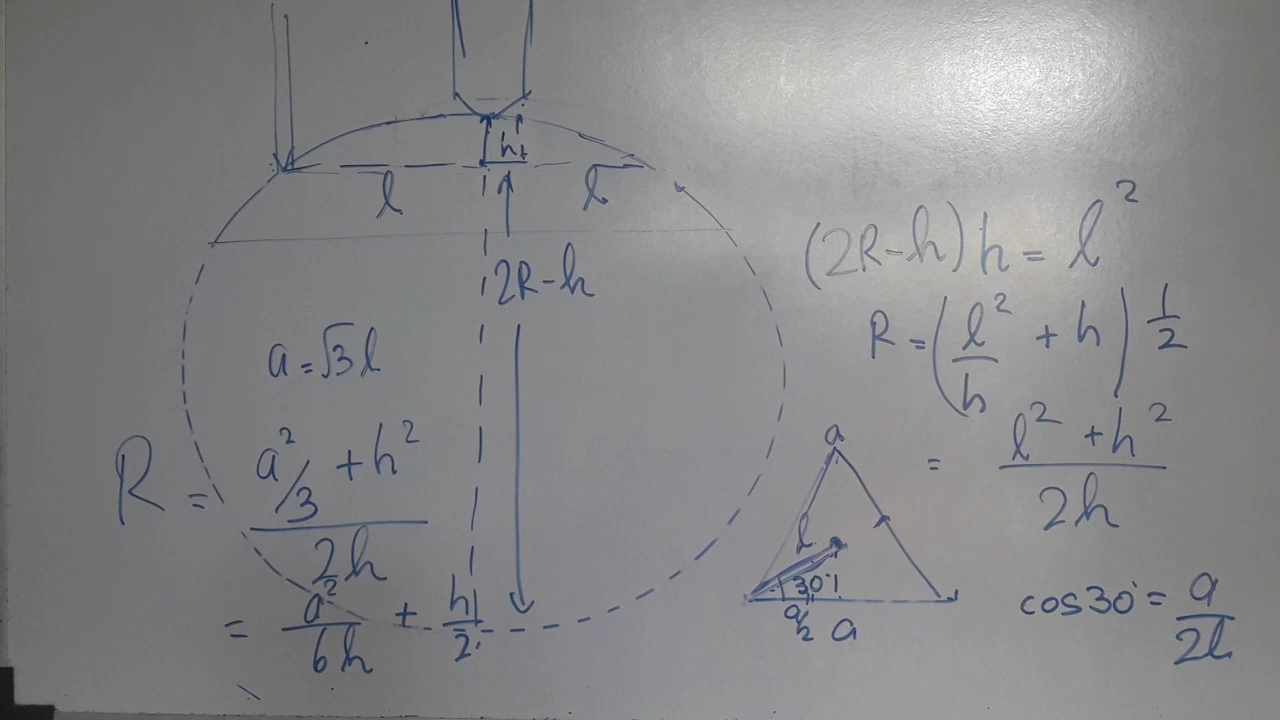 h
l
l
2R-h
(2R-h)h = l²
R = (l²/h + h) 1/2
= (l² + h²)/2h
a = √3 l
R = (a²/3 + h²)/2h
= a²/6h + h/2
a
l
30°
a/2
a
cos30° = a/2l